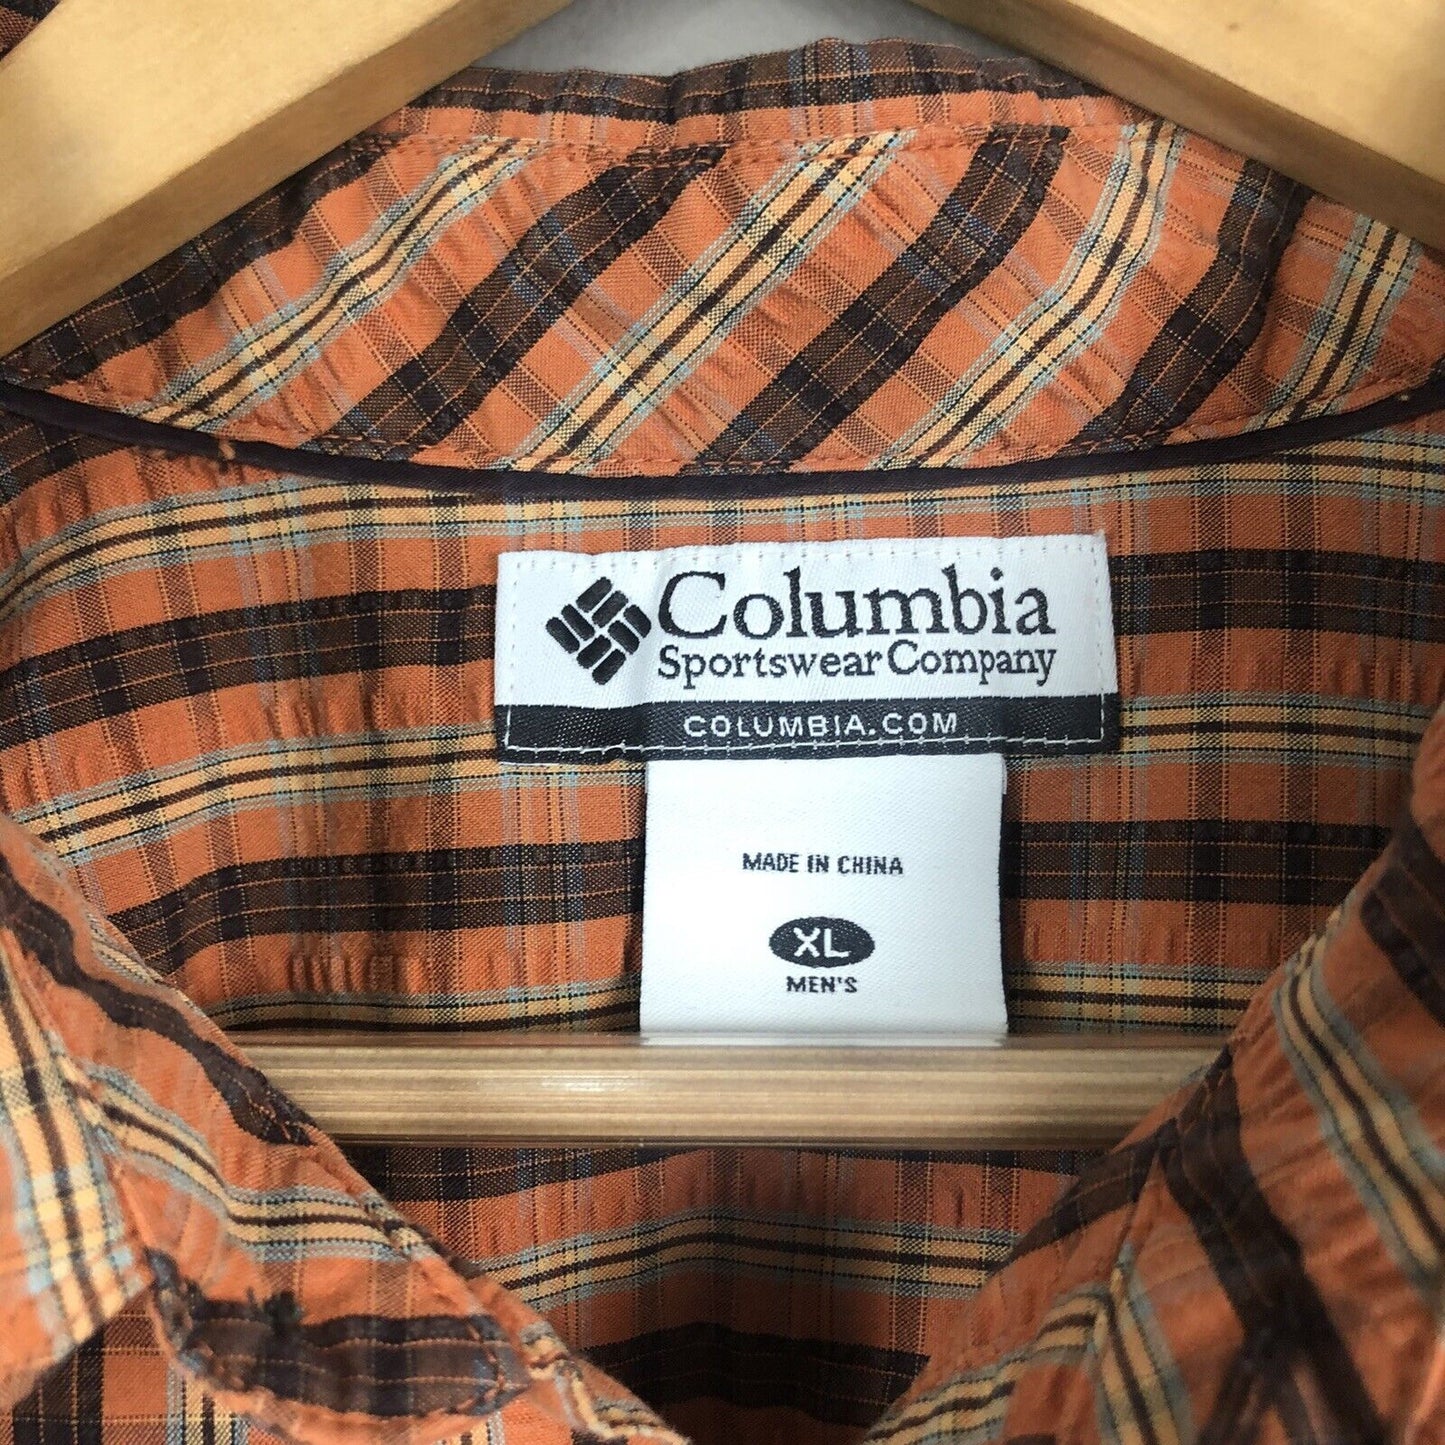 Columbia
Sportswear Company
COLUMBIA.COM
MADE IN CHINA
XL
MEN'S